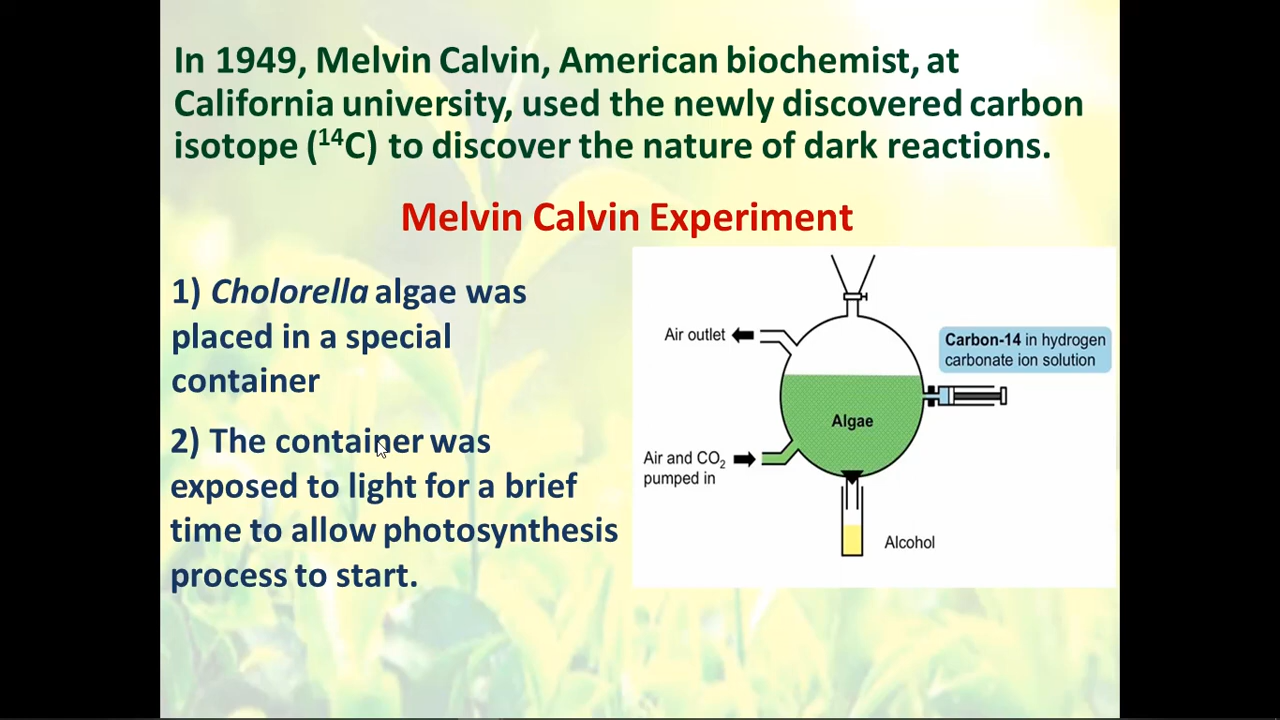 In 1949, Melvin Calvin, American biochemist, at
California university, used the newly discovered carbon
isotope (¹⁴C) to discover the nature of dark reactions.
Melvin Calvin Experiment
1) Cholorella algae was
placed in a special
container
2) The container was
exposed to light for a brief
time to allow photosynthesis
process to start.
Air outlet
Carbon-14 in hydrogen
carbonate ion solution
Algae
Air and CO₂
pumped in
Alcohol